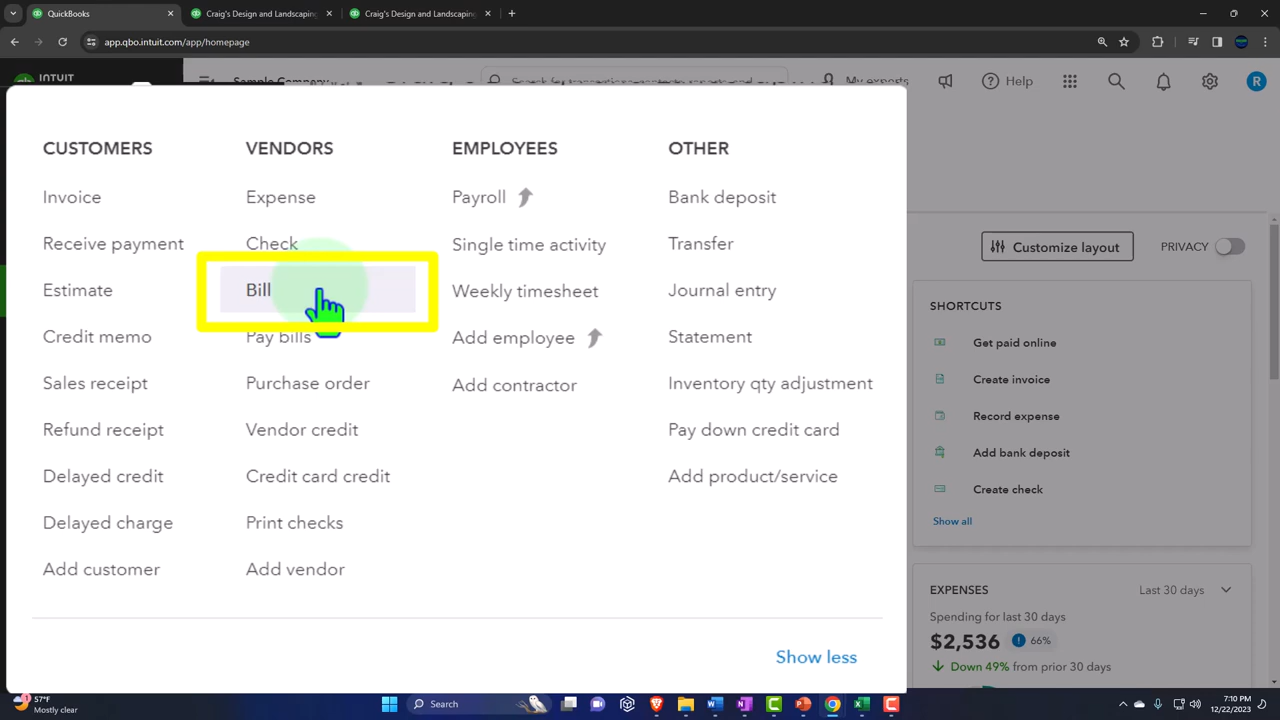 QuickBooks
Craig's Design and Landscaping
Craig's Design and Landscaping
app.qbo.intuit.com/app/homepage
INTUIT
Sample Company
My experts
Help
R
CUSTOMERS
Invoice
Receive payment
Estimate
Credit memo
Sales receipt
Refund receipt
Delayed credit
Delayed charge
Add customer
VENDORS
Expense
Check
Bill
Pay bills
Purchase order
Vendor credit
Credit card credit
Print checks
Add vendor
EMPLOYEES
Payroll
Single time activity
Weekly timesheet
Add employee
Add contractor
OTHER
Bank deposit
Transfer
Journal entry
Statement
Inventory qty adjustment
Pay down credit card
Add product/service
Show less
Customize layout
PRIVACY
SHORTCUTS
Get paid online
Create invoice
Record expense
Add bank deposit
Create check
Show all
EXPENSES
Last 30 days
Spending for last 30 days
$2,536
66%
Down 49% from prior 30 days
57°F
Mostly clear
Search
7:10 PM
12/22/2023